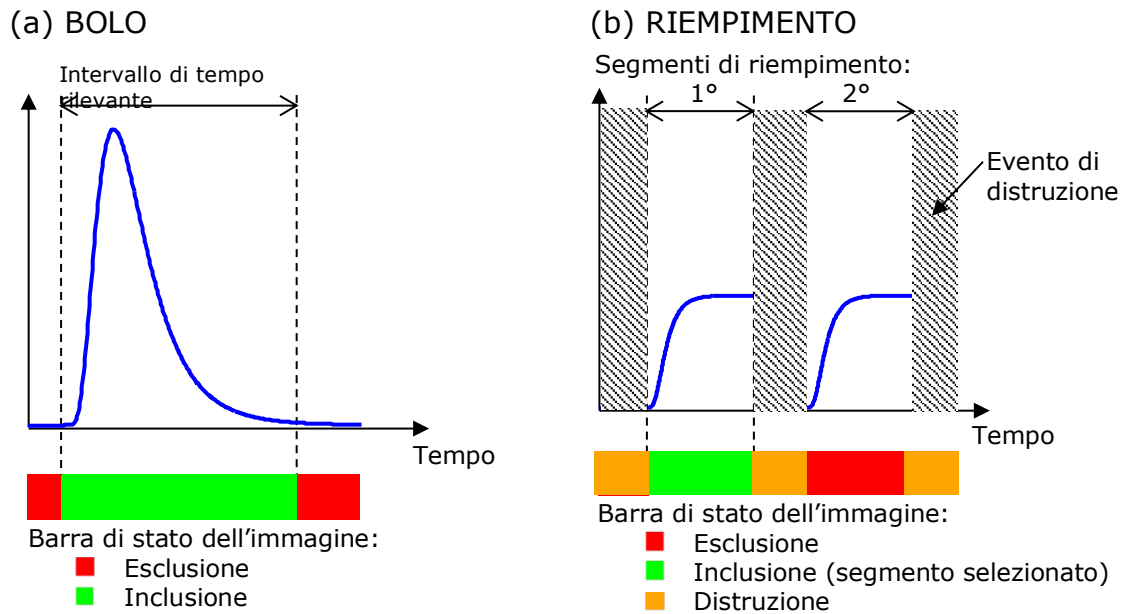 (a) BOLO
Intervallo di tempo
rilevante
Tempo
Barra di stato dell'immagine:
Esclusione
Inclusione
(b) RIEMPIMENTO
Segmenti di riempimento:
1° 2°
Evento di
distruzione
Tempo
Barra di stato dell'immagine:
Esclusione
Inclusione (segmento selezionato)
Distruzione